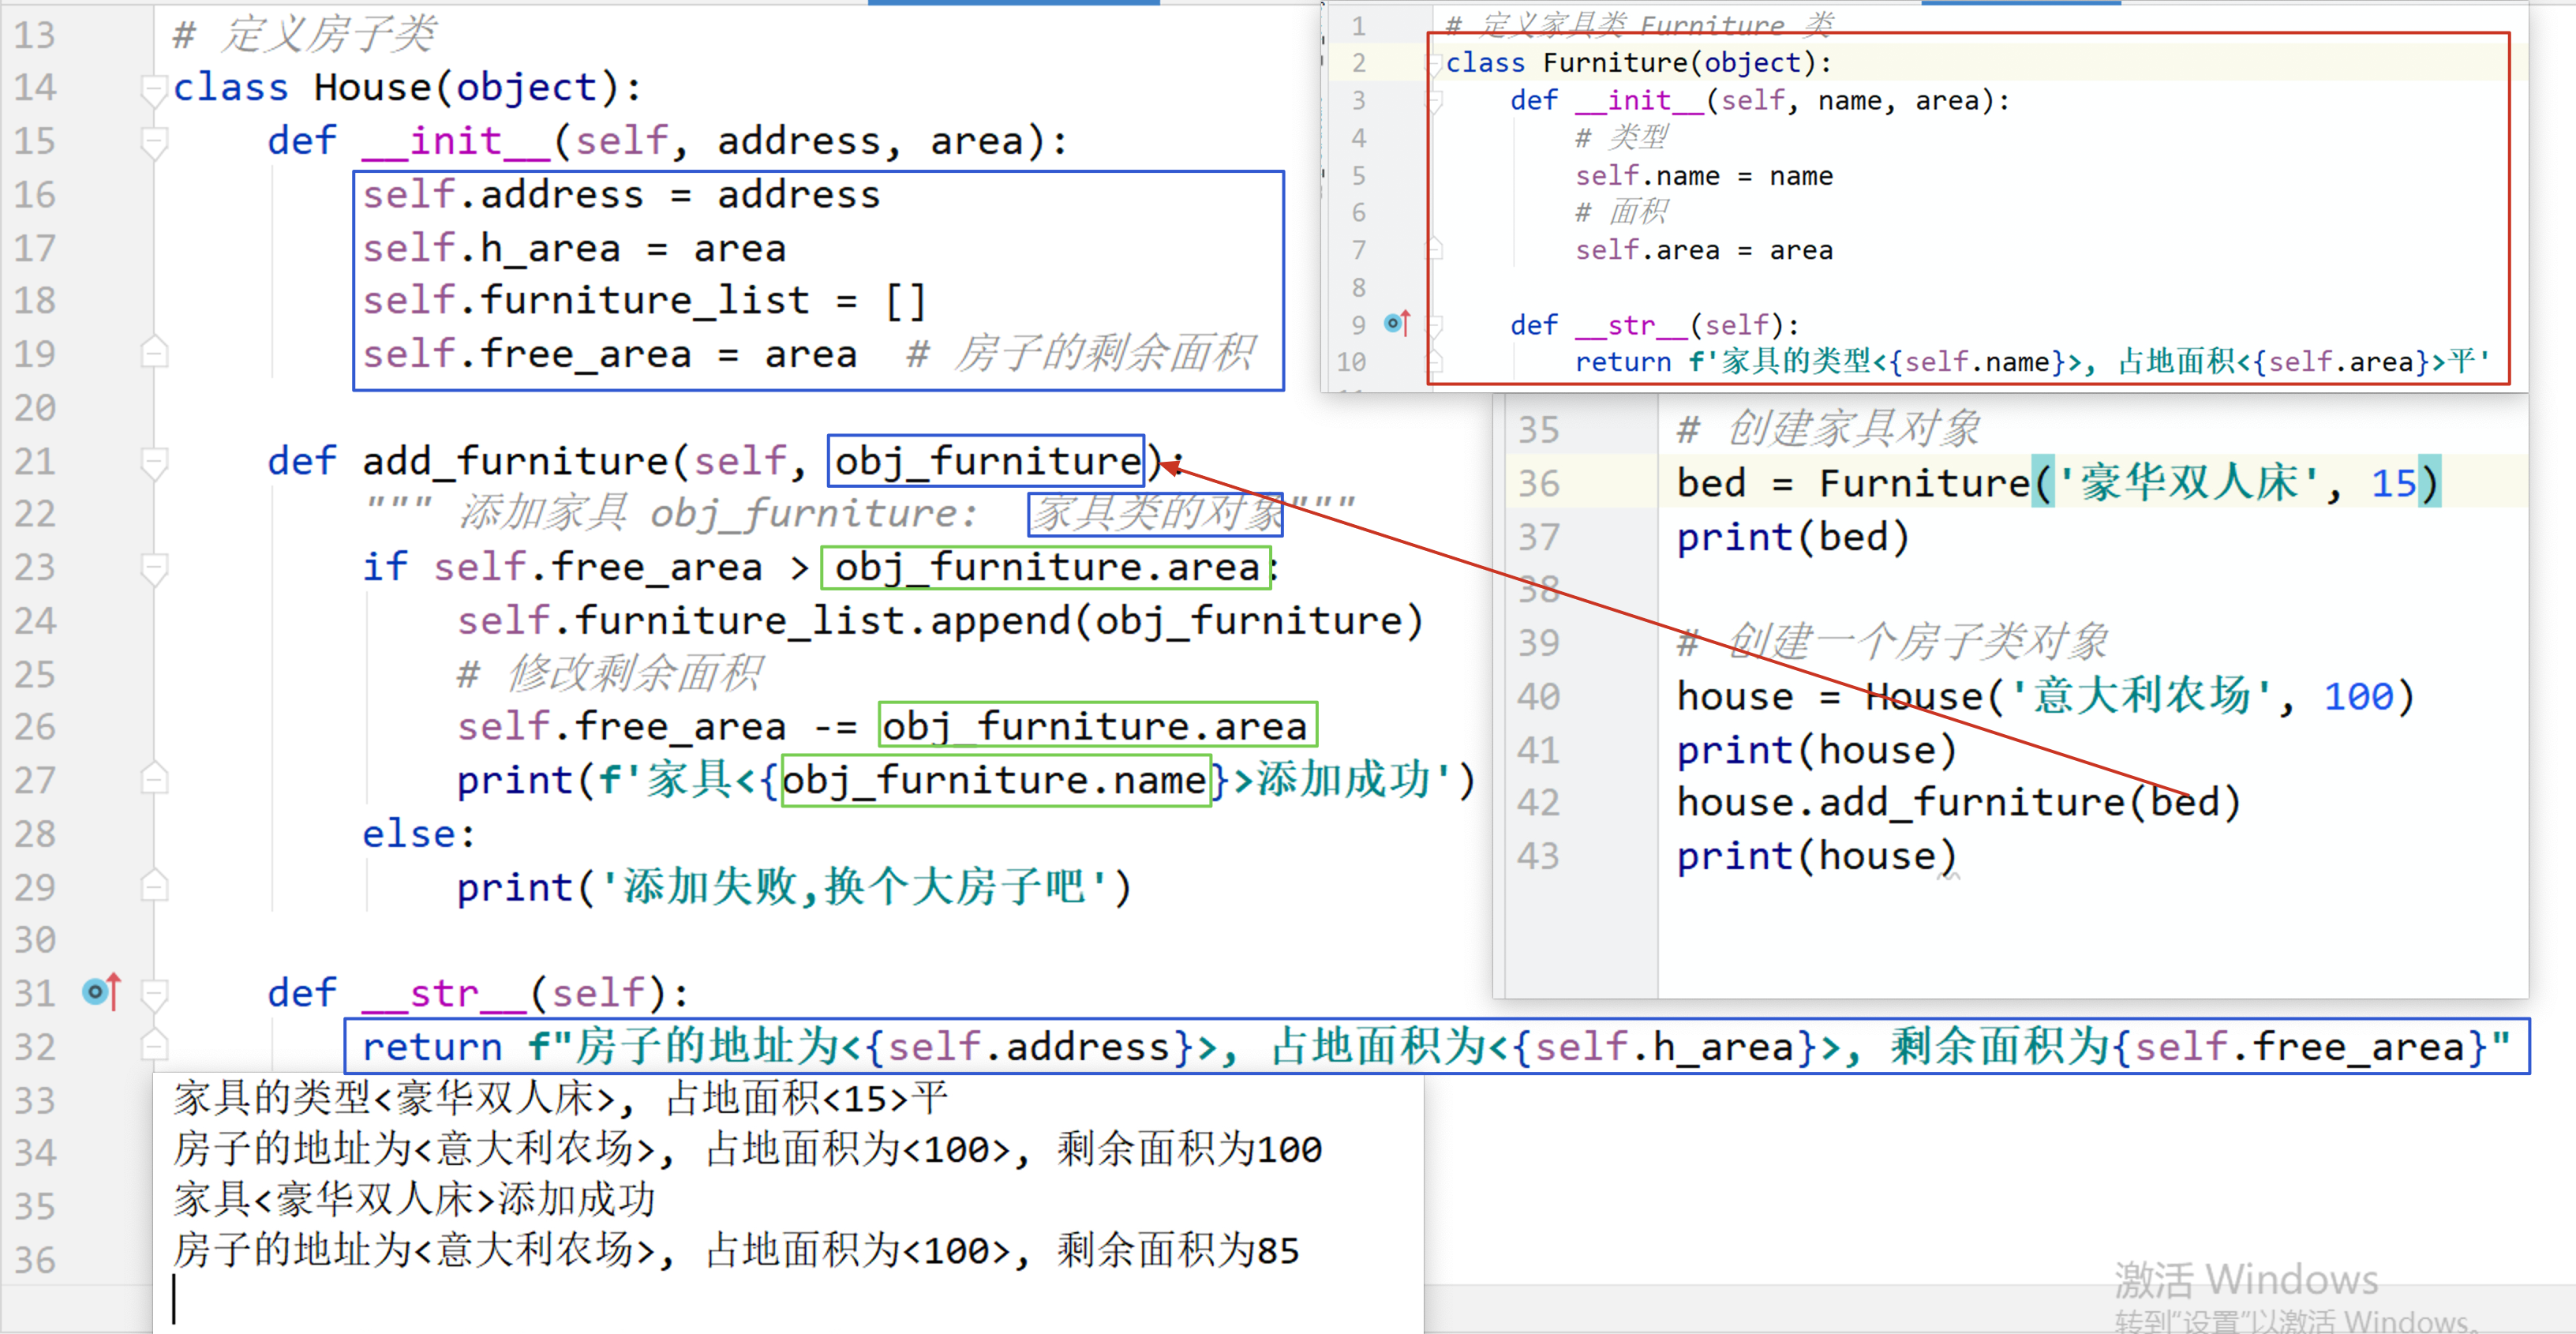 13 # 定义房子类
14 class House(object):
15     def __init__(self, address, area):
16         self.address = address
17         self.h_area = area
18         self.furniture_list = []
19         self.free_area = area  # 房子的剩余面积
20
21     def add_furniture(self, obj_furniture):
22         """ 添加家具 obj_furniture:  家具类的对象"""
23         if self.free_area > obj_furniture.area:
24             self.furniture_list.append(obj_furniture)
25             # 修改剩余面积
26             self.free_area -= obj_furniture.area
27             print(f'家具<{obj_furniture.name}>添加成功')
28         else:
29             print('添加失败,换个大房子吧')
30
31     def __str__(self):
32         return f"房子的地址为<{self.address}>, 占地面积为<{self.h_area}>, 剩余面积为{self.free_area}"
33
34
35
36
1 # 定义家具类 Furniture 类
2 class Furniture(object):
3     def __init__(self, name, area):
4         # 类型
5         self.name = name
6         # 面积
7         self.area = area
8
9     def __str__(self):
10         return f'家具的类型<{self.name}>, 占地面积<{self.area}>平'
35 # 创建家具对象
36 bed = Furniture('豪华双人床', 15)
37 print(bed)
38
39 # 创建一个房子类对象
40 house = House('意大利农场', 100)
41 print(house)
42 house.add_furniture(bed)
43 print(house)
家具的类型<豪华双人床>, 占地面积<15>平
房子的地址为<意大利农场>, 占地面积为<100>, 剩余面积为100
家具<豪华双人床>添加成功
房子的地址为<意大利农场>, 占地面积为<100>, 剩余面积为85
激活 Windows
转到"设置"以激活 Windows。